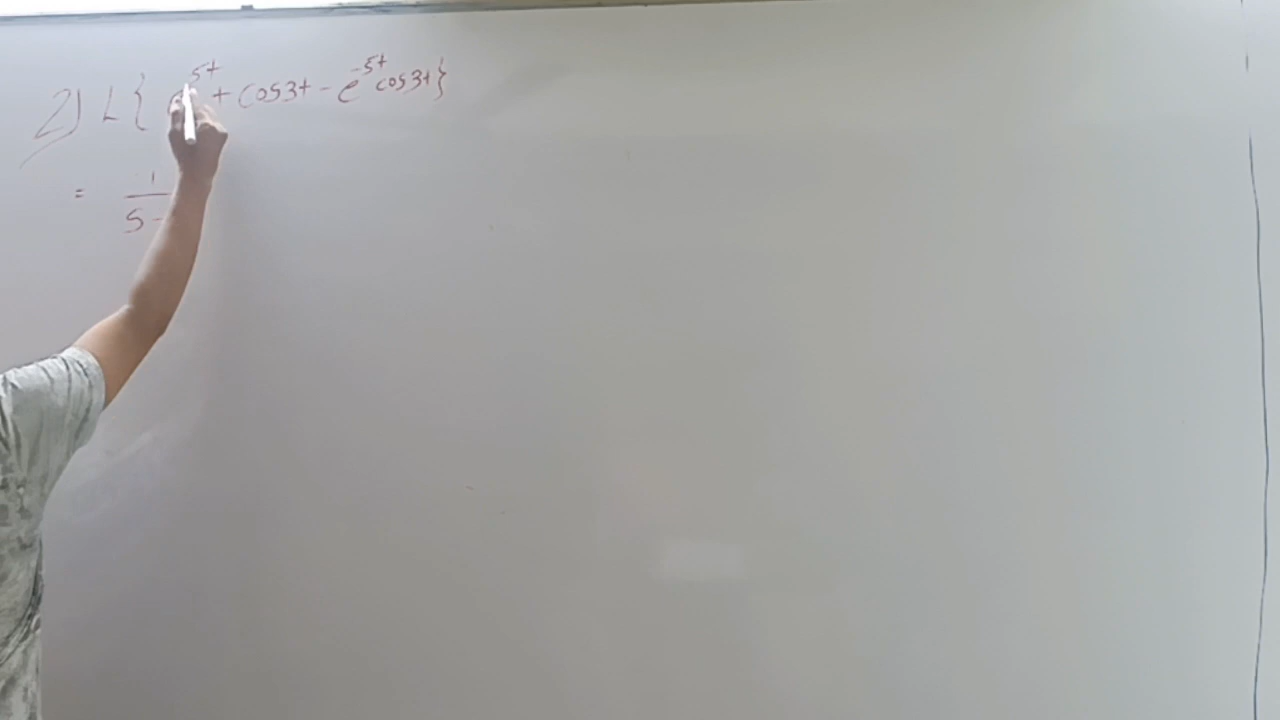 2) L{ e^5t + cos3t - e^-5t cos3t}
= 1/S-